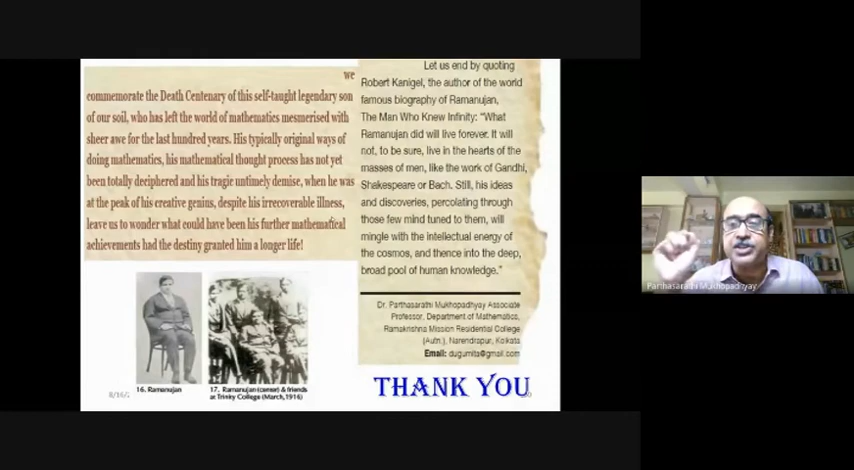 we
commemorate the Death Centenary of this self-taught legendary son
of our soil, who has left the world of mathematics mesmerised with
sheer awe for the last hundred years. His typically original ways of
doing mathematics, his mathematical thought process has not yet
been totally deciphered and his tragic untimely demise, when he was
at the peak of his creative genius, despite his irrecoverable illness,
leave us to wonder what could have been his further mathematical
achievements had the destiny granted him a longer life!
Let us end by quoting
Robert Kanigel, the author of the world
famous biography of Ramanujan,
The Man Who Knew Infinity: “What
Ramanujan did will live forever. It will
not, to be sure, live in the hearts of the
masses of men, like the work of Gandhi,
Shakespeare or Bach. Still, his ideas
and discoveries, percolating through
those few mind tuned to them, will
mingle with the intellectual energy of
the cosmos, and thence into the deep,
broad pool of human knowledge.”
Dr. Parthasarathi Mukhopadhyay Associate
Professor, Department of Mathematics,
Ramakrishna Mission Residential College
(Autn.), Narendrapur, Kolkata
Email: dugumita@gmail.com
16. Ramanujan
17. Ramanujan (center) & friends
at Trinity College (March, 1916)
THANK YOU
Parthasarathi Mukhopadhyay